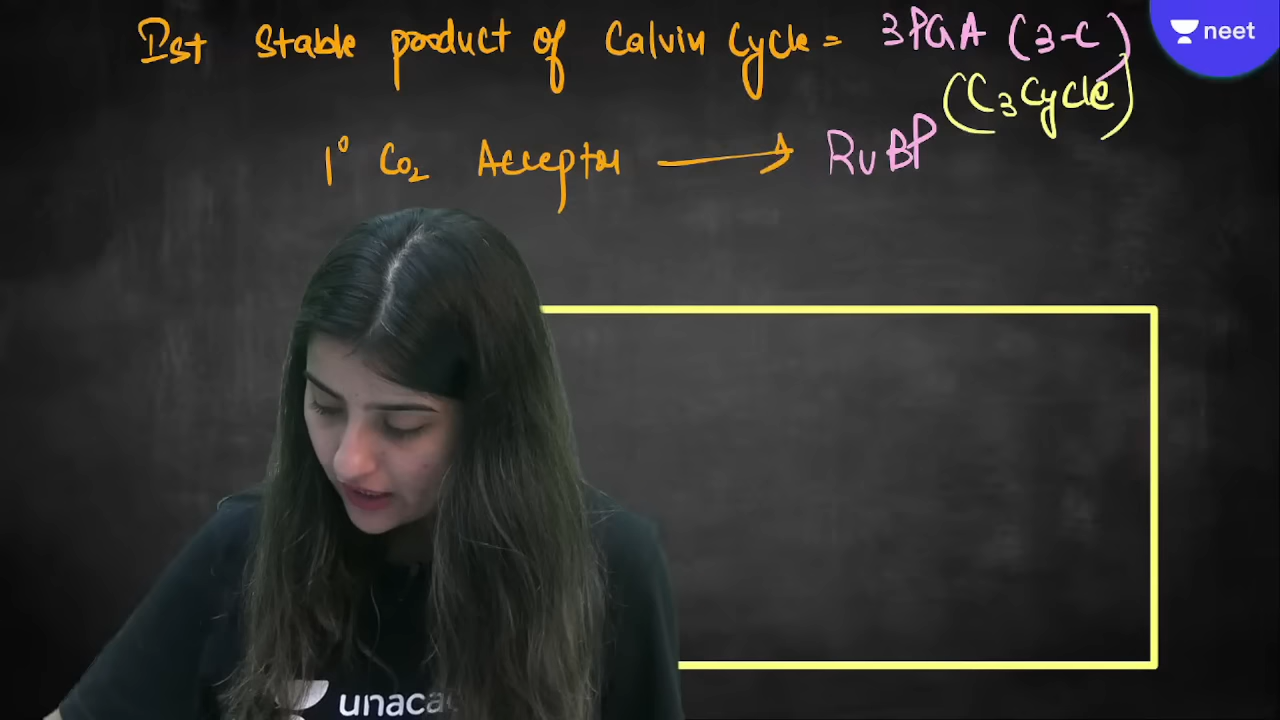 Ist stable product of Calvin Cycle = 3PGA (3-C)
(C₃ Cycle)
1° CO₂ Acceptor → RuBP
neet
unaca